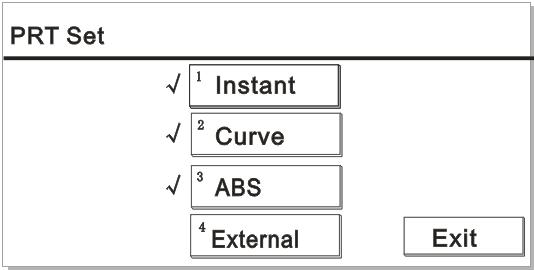 PRT Set
√ 1 Instant
√ 2 Curve
√ 3 ABS
4 External
Exit